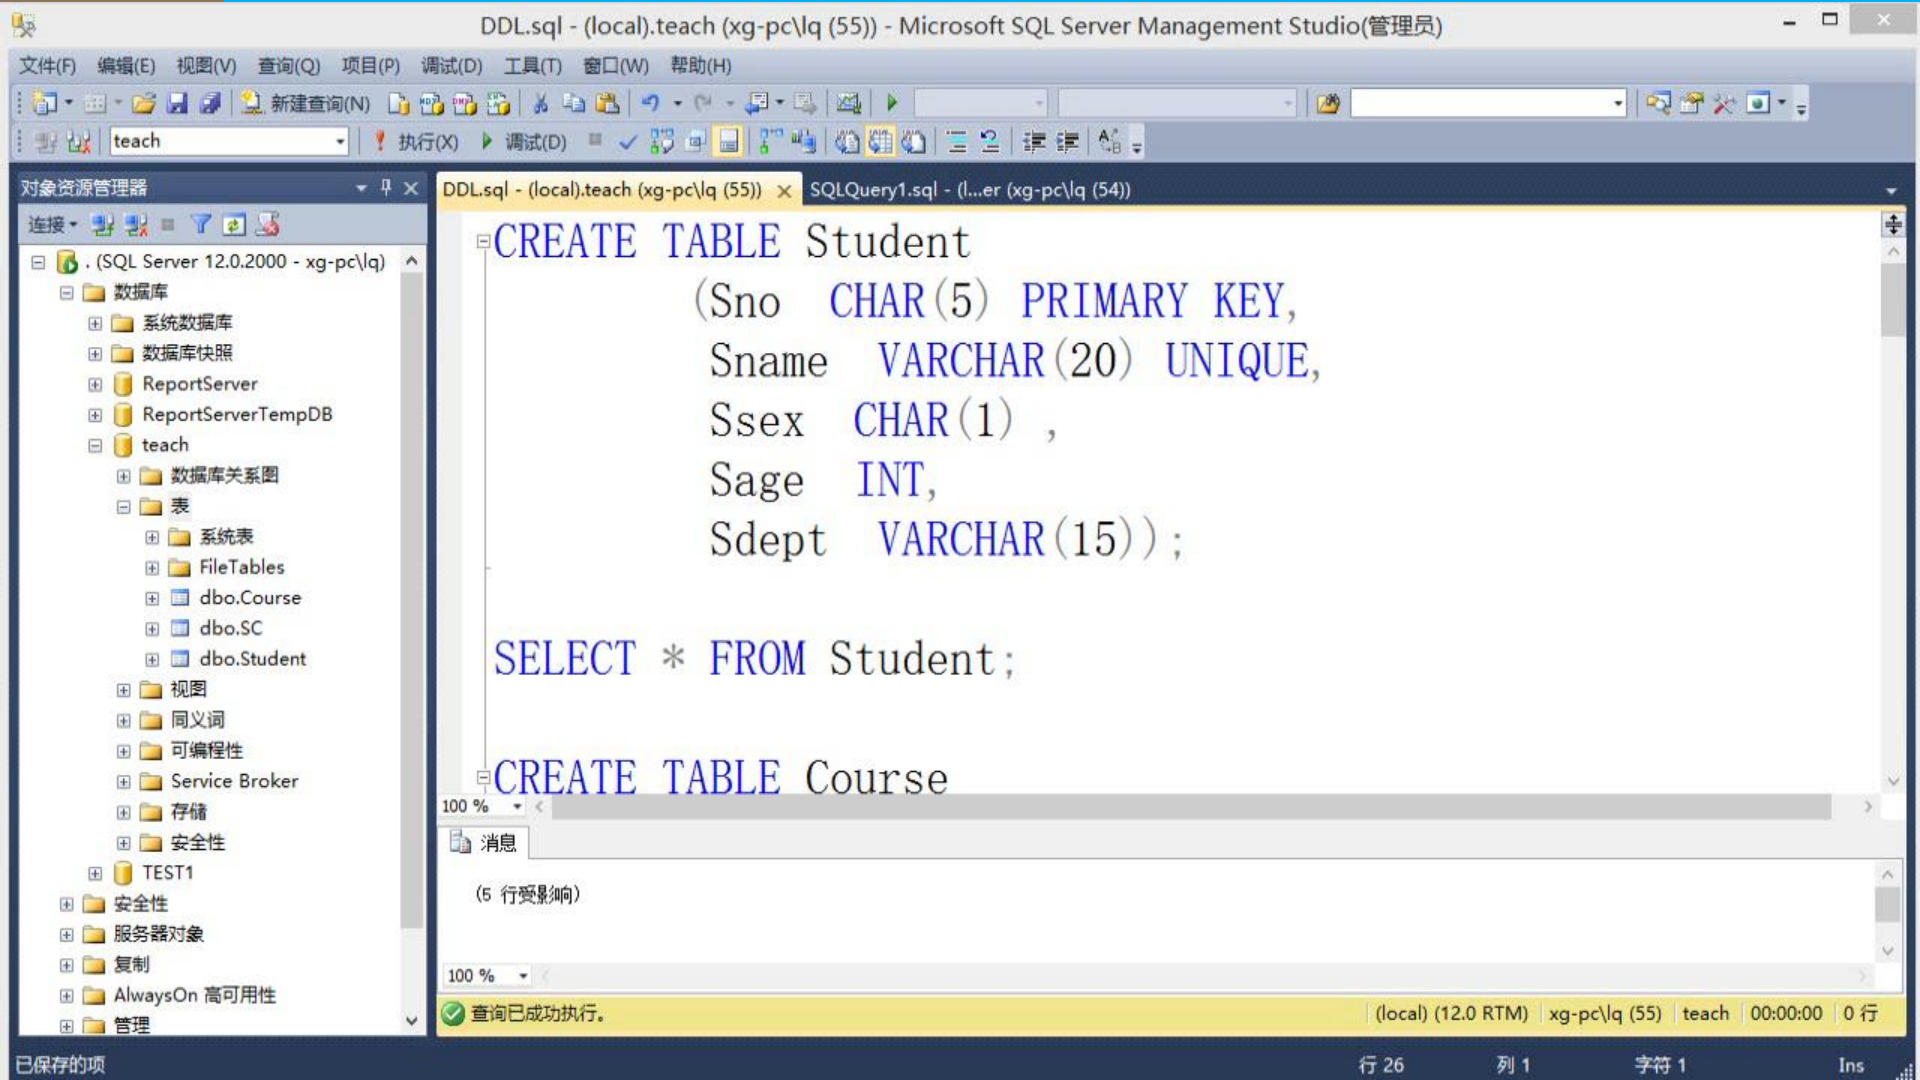 DDL.sql - (local).teach (xg-pc\lq (55)) - Microsoft SQL Server Management Studio(管理员)
文件(F) 编辑(E) 视图(V) 查询(Q) 项目(P) 调试(D) 工具(T) 窗口(W) 帮助(H)
新建查询(N)
teach 执行(X) 调试(D)
对象资源管理器
连接
. (SQL Server 12.0.2000 - xg-pc\lq)
数据库
系统数据库
数据库快照
ReportServer
ReportServerTempDB
teach
数据库关系图
表
系统表
FileTables
dbo.Course
dbo.SC
dbo.Student
视图
同义词
可编程性
Service Broker
存储
安全性
TEST1
安全性
服务器对象
复制
AlwaysOn 高可用性
管理
DDL.sql - (local).teach (xg-pc\lq (55)) SQLQuery1.sql - (l...er (xg-pc\lq (54))
CREATE TABLE Student
(Sno CHAR(5) PRIMARY KEY,
Sname VARCHAR(20) UNIQUE,
Ssex CHAR(1) ,
Sage INT,
Sdept VARCHAR(15));
SELECT * FROM Student;
CREATE TABLE Course
100 %
消息
(5 行受影响)
100 %
查询已成功执行。 (local) (12.0 RTM) xg-pc\lq (55) teach 00:00:00 0 行
已保存的项 行 26 列 1 字符 1 Ins